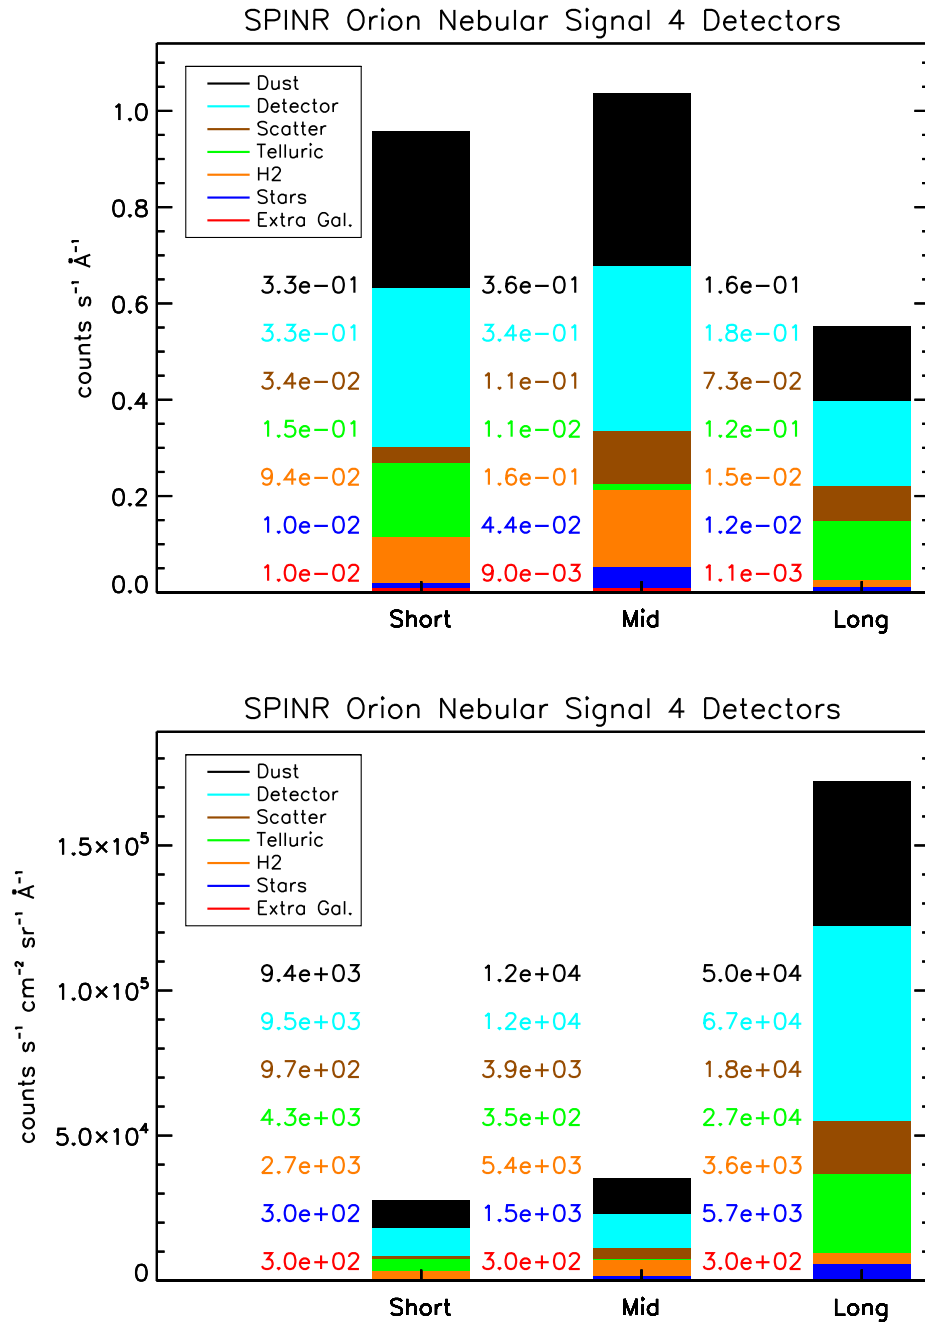 SPINR Orion Nebular Signal 4 Detectors
Dust
Detector
Scatter
Telluric
H2
Stars
Extra Gal.
counts s⁻¹ Å⁻¹
1.0
0.8
0.6
0.4
0.2
0.0
3.3e−01 3.6e−01 1.6e−01
3.3e−01 3.4e−01 1.8e−01
3.4e−02 1.1e−01 7.3e−02
1.5e−01 1.1e−02 1.2e−01
9.4e−02 1.6e−01 1.5e−02
1.0e−02 4.4e−02 1.2e−02
1.0e−02 9.0e−03 1.1e−03
Short Mid Long
SPINR Orion Nebular Signal 4 Detectors
Dust
Detector
Scatter
Telluric
H2
Stars
Extra Gal.
counts s⁻¹ cm⁻² sr⁻¹ Å⁻¹
1.5×10⁵
1.0×10⁵
5.0×10⁴
0
9.4e+03 1.2e+04 5.0e+04
9.5e+03 1.2e+04 6.7e+04
9.7e+02 3.9e+03 1.8e+04
4.3e+03 3.5e+02 2.7e+04
2.7e+03 5.4e+03 3.6e+03
3.0e+02 1.5e+03 5.7e+03
3.0e+02 3.0e+02 3.0e+02
Short Mid Long